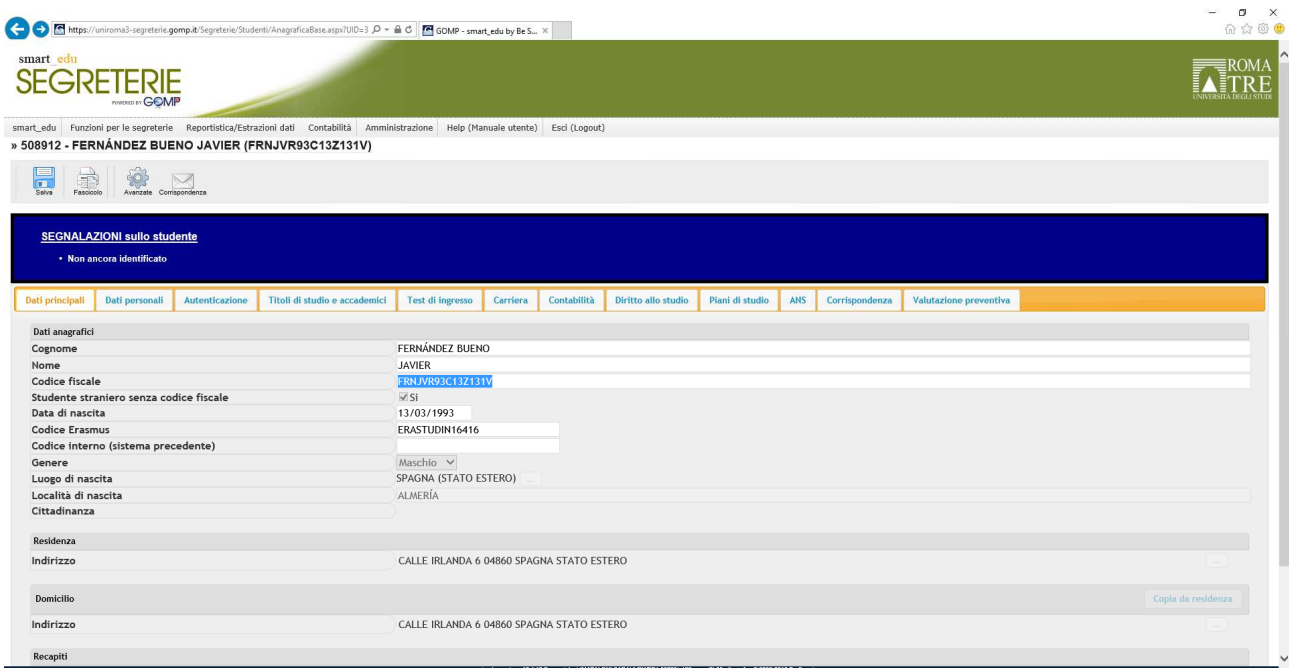 https://uniroma3-segreterie.gomp.it/Segreterie/Studenti/AnagraficaBase.aspx?UID=3
GOMP - smart_edu by Be S...
smart_edu
SEGRETERIE
POWERED BY GOMP
ROMA
TRE
UNIVERSITÀ DEGLI STUDI
smart_edu Funzioni per le segreterie Reportistica/Estrazioni dati Contabilità Amministrazione Help (Manuale utente) Esci (Logout)
» 508912 - FERNÁNDEZ BUENO JAVIER (FRNJVR93C13Z131V)
Salva Fascicolo Avanzate Corrispondenza
SEGNALAZIONI sullo studente
• Non ancora identificato
Dati principali Dati personali Autenticazione Titoli di studio e accademici Test di ingresso Carriera Contabilità Diritto allo studio Piani di studio ANS Corrispondenza Valutazione preventiva
Dati anagrafici
Cognome FERNÁNDEZ BUENO
Nome JAVIER
Codice fiscale FRNJVR93C13Z131V
Studente straniero senza codice fiscale Sì
Data di nascita 13/03/1993
Codice Erasmus ERASTUDIN16416
Codice interno (sistema precedente)
Genere Maschio
Luogo di nascita SPAGNA (STATO ESTERO) ...
Località di nascita ALMERÍA
Cittadinanza
Residenza
Indirizzo CALLE IRLANDA 6 04860 SPAGNA STATO ESTERO ...
Domicilio Copia da residenza
Indirizzo CALLE IRLANDA 6 04860 SPAGNA STATO ESTERO ...
Recapiti